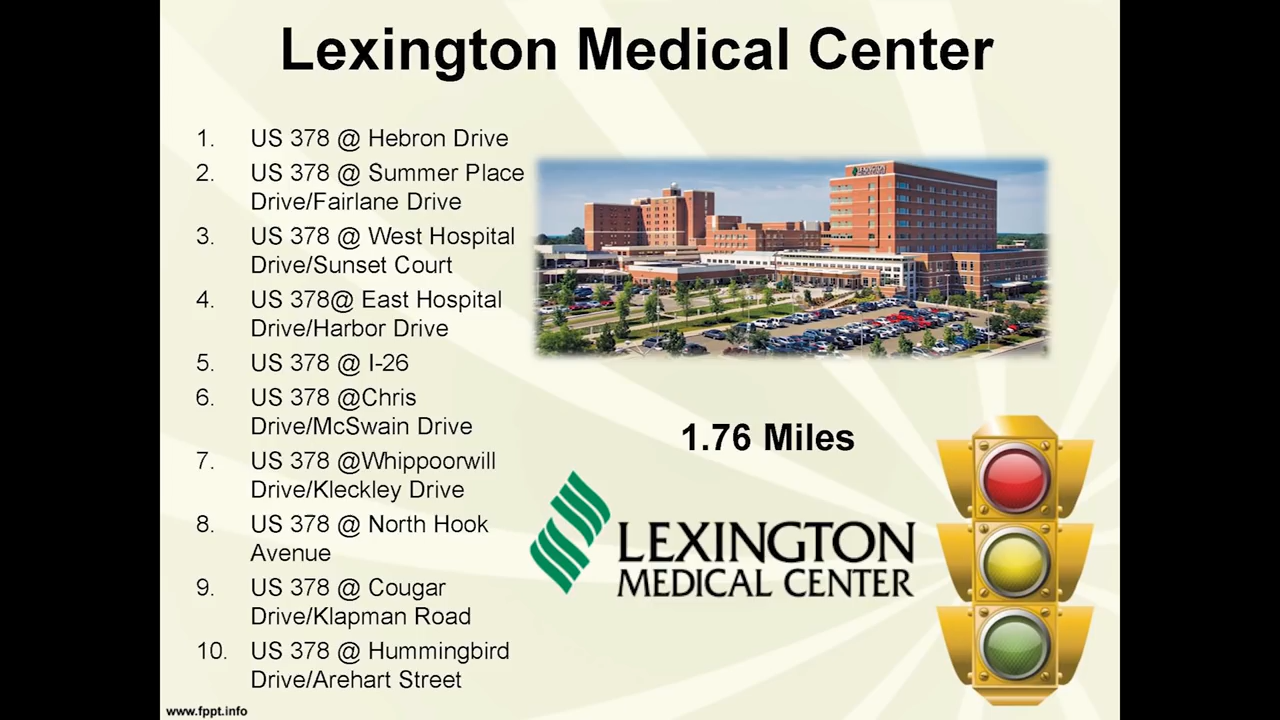 Lexington Medical Center
1. US 378 @ Hebron Drive
2. US 378 @ Summer Place
Drive/Fairlane Drive
3. US 378 @ West Hospital
Drive/Sunset Court
4. US 378@ East Hospital
Drive/Harbor Drive
5. US 378 @ I-26
6. US 378 @Chris
Drive/McSwain Drive
7. US 378 @Whippoorwill
Drive/Kleckley Drive
8. US 378 @ North Hook
Avenue
9. US 378 @ Cougar
Drive/Klapman Road
10. US 378 @ Hummingbird
Drive/Arehart Street
LEXINGTON
1.76 Miles
LEXINGTON
MEDICAL CENTER
www.fppt.info